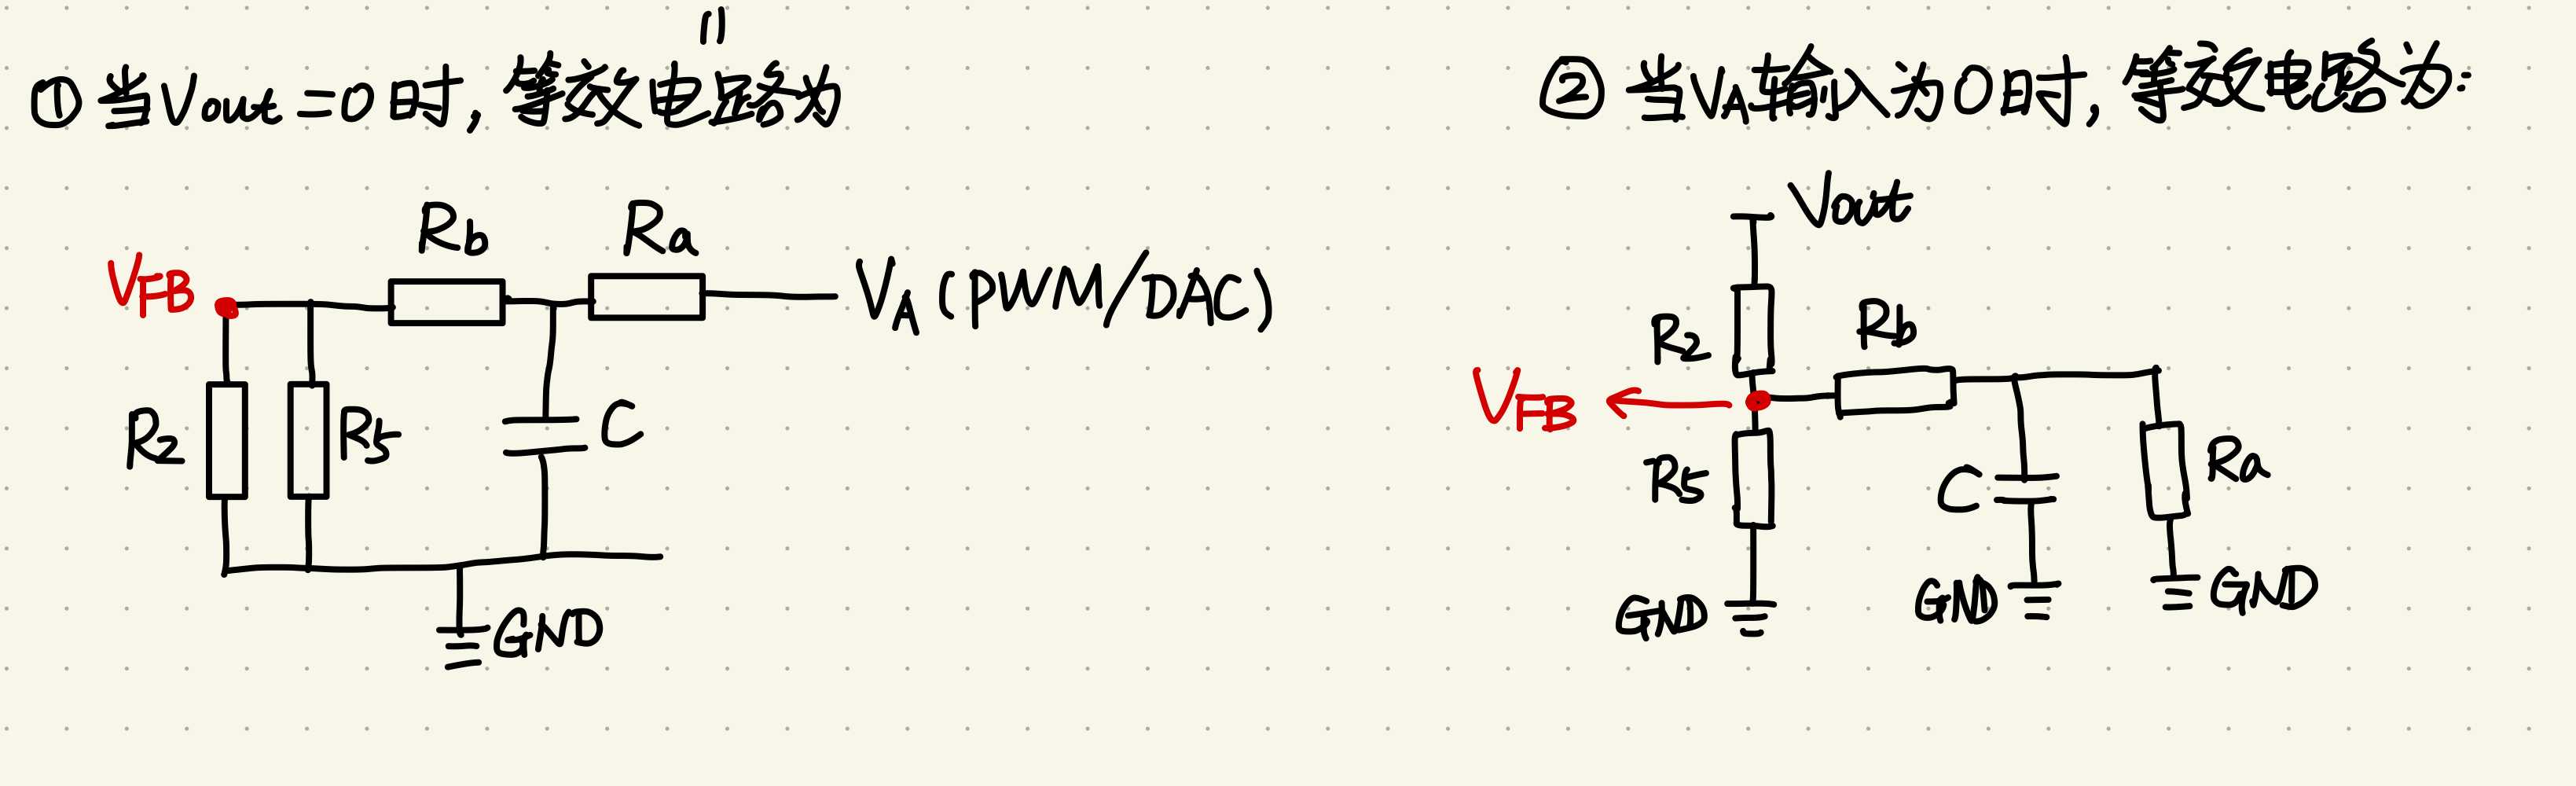 ①当Vout=0时,等效电路为
Rb
Ra
VFB
VA(PWM/DAC)
R2
R5
C
GND
②当VA输入为0时,等效电路为:
Vout
R2
Rb
VFB
R5
C
Ra
GND
GND
GND